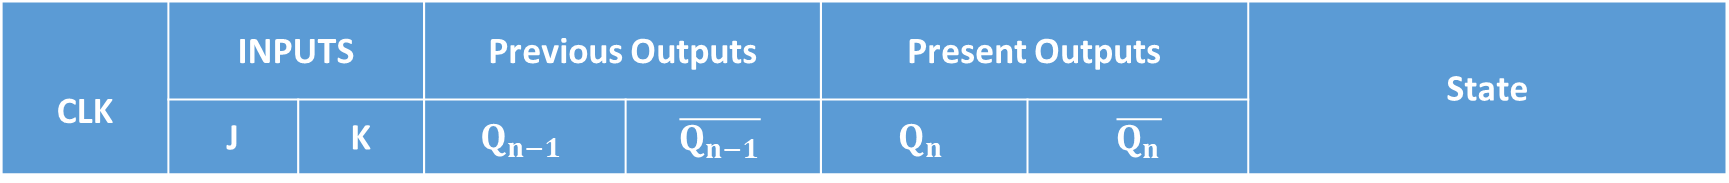 CLK
INPUTS
Previous Outputs
Present Outputs
State
J
K
Qₙ₋₁
Q̅ₙ₋₁
Qₙ
Q̅ₙ